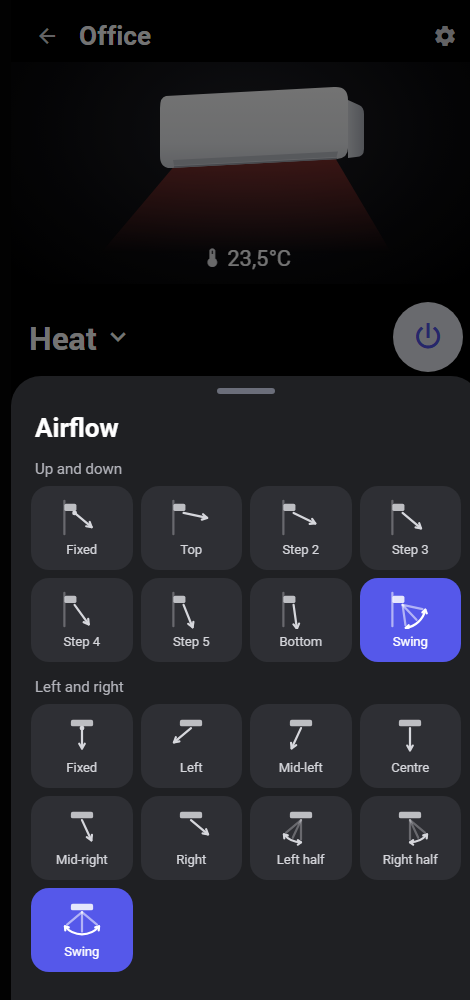 Office
23,5°C
Heat
Airflow
Up and down
Fixed
Top
Step 2
Step 3
Step 4
Step 5
Bottom
Swing
Left and right
Fixed
Left
Mid-left
Centre
Mid-right
Right
Left half
Right half
Swing